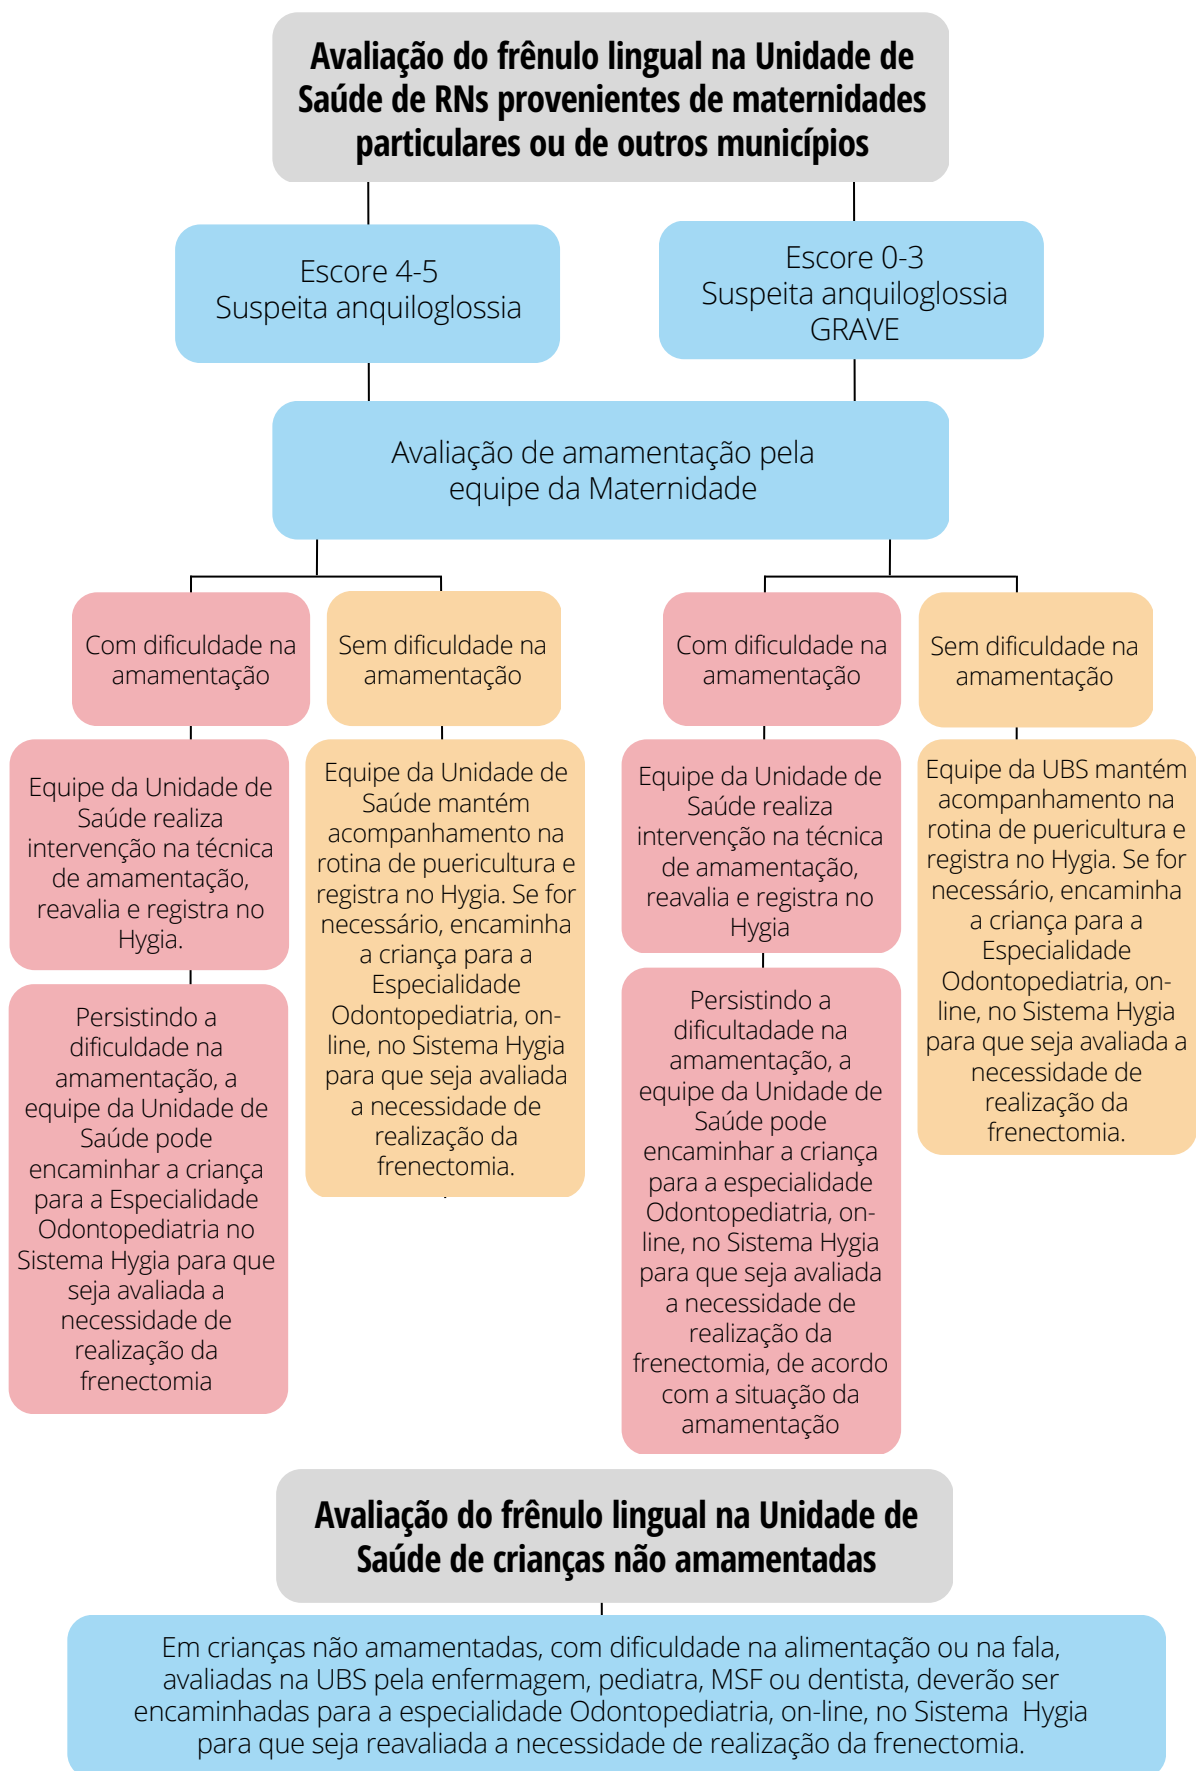 Avaliação do frênulo lingual na Unidade de
Saúde de RNs provenientes de maternidades
particulares ou de outros municípios
Escore 4-5
Suspeita anquiloglossia
Escore 0-3
Suspeita anquiloglossia
GRAVE
Avaliação de amamentação pela
equipe da Maternidade
Com dificuldade na
amamentação
Sem dificuldade na
amamentação
Com dificuldade na
amamentação
Sem dificuldade na
amamentação
Equipe da Unidade de
Saúde realiza
intervenção na técnica
de amamentação,
reavalia e registra no
Hygia.
Equipe da Unidade de
Saúde mantém
acompanhamento na
rotina de puericultura e
registra no Hygia. Se for
necessário, encaminha
a criança para a
Especialidade
Odontopediatria, on-
line, no Sistema Hygia
para que seja avaliada
a necessidade de
realização da
frenectomia.
Equipe da Unidade de
Saúde realiza
intervenção na técnica
de amamentação,
reavalia e registra no
Hygia
Equipe da UBS mantém
acompanhamento na
rotina de puericultura e
registra no Hygia. Se for
necessário, encaminha
a criança para a
Especialidade
Odontopediatria, on-
line, no Sistema Hygia
para que seja avaliada a
necessidade de
realização da
frenectomia.
Persistindo a
dificuldade na
amamentação, a
equipe da Unidade de
Saúde pode
encaminhar a criança
para a Especialidade
Odontopediatria no
Sistema Hygia para que
seja avaliada a
necessidade de
realização da
frenectomia
Persistindo a
dificultadade na
amamentação, a
equipe da Unidade de
Saúde pode
encaminhar a criança
para a especialidade
Odontopediatria, on-
line, no Sistema Hygia
para que seja avaliada
a necessidade de
realização da
frenectomia, de acordo
com a situação da
amamentação
Avaliação do frênulo lingual na Unidade de
Saúde de crianças não amamentadas
Em crianças não amamentadas, com dificuldade na alimentação ou na fala,
avaliadas na UBS pela enfermagem, pediatra, MSF ou dentista, deverão ser
encaminhadas para a especialidade Odontopediatria, on-line, no Sistema Hygia
para que seja reavaliada a necessidade de realização da frenectomia.